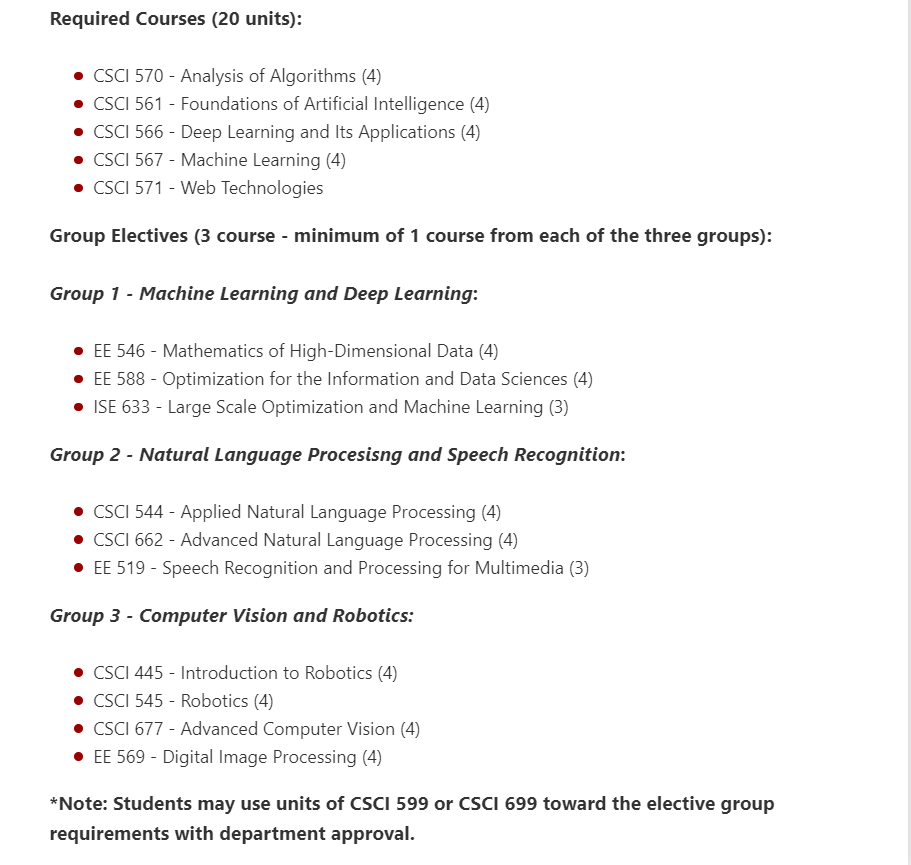 Required Courses (20 units):
CSCI 570 - Analysis of Algorithms (4)
CSCI 561 - Foundations of Artificial Intelligence (4)
CSCI 566 - Deep Learning and Its Applications (4)
CSCI 567 - Machine Learning (4)
CSCI 571 - Web Technologies
Group Electives (3 course - minimum of 1 course from each of the three groups):
Group 1 - Machine Learning and Deep Learning:
EE 546 - Mathematics of High-Dimensional Data (4)
EE 588 - Optimization for the Information and Data Sciences (4)
ISE 633 - Large Scale Optimization and Machine Learning (3)
Group 2 - Natural Language Procesisng and Speech Recognition:
CSCI 544 - Applied Natural Language Processing (4)
CSCI 662 - Advanced Natural Language Processing (4)
EE 519 - Speech Recognition and Processing for Multimedia (3)
Group 3 - Computer Vision and Robotics:
CSCI 445 - Introduction to Robotics (4)
CSCI 545 - Robotics (4)
CSCI 677 - Advanced Computer Vision (4)
EE 569 - Digital Image Processing (4)
*Note: Students may use units of CSCI 599 or CSCI 699 toward the elective group
requirements with department approval.